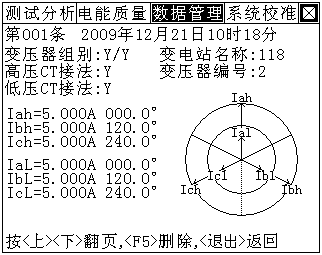 测试分析 电能质量 数据管理 系统校准
第001条 2009年12月21日10时18分
变压器组别:Y/Y 变电站名称:118
高压CT接法:Y 变压器编号:2
低压CT接法:Y
Iah=5.000A 000.0°
Ibh=5.000A 120.0°
Ich=5.000A 240.0°
IaL=5.000A 000.0°
IbL=5.000A 120.0°
IcL=5.000A 240.0°
Iah
Ial
Icl Ibl
Ich Ibh
按<上><下>翻页,<F5>删除,<退出>返回